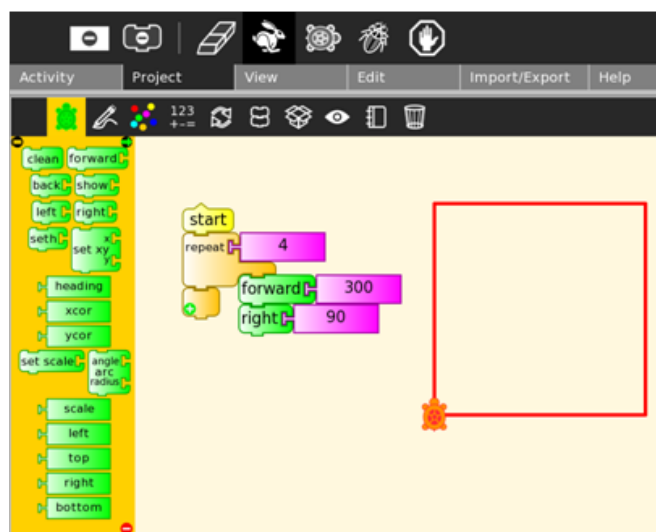 Activity Project View Edit Import/Export Help
123
+-=
clean forward
back show
left right
seth set xy x y
heading
xcor
ycor
set scale angle arc radius
scale
left
top
right
bottom
start
repeat 4
forward 300
right 90